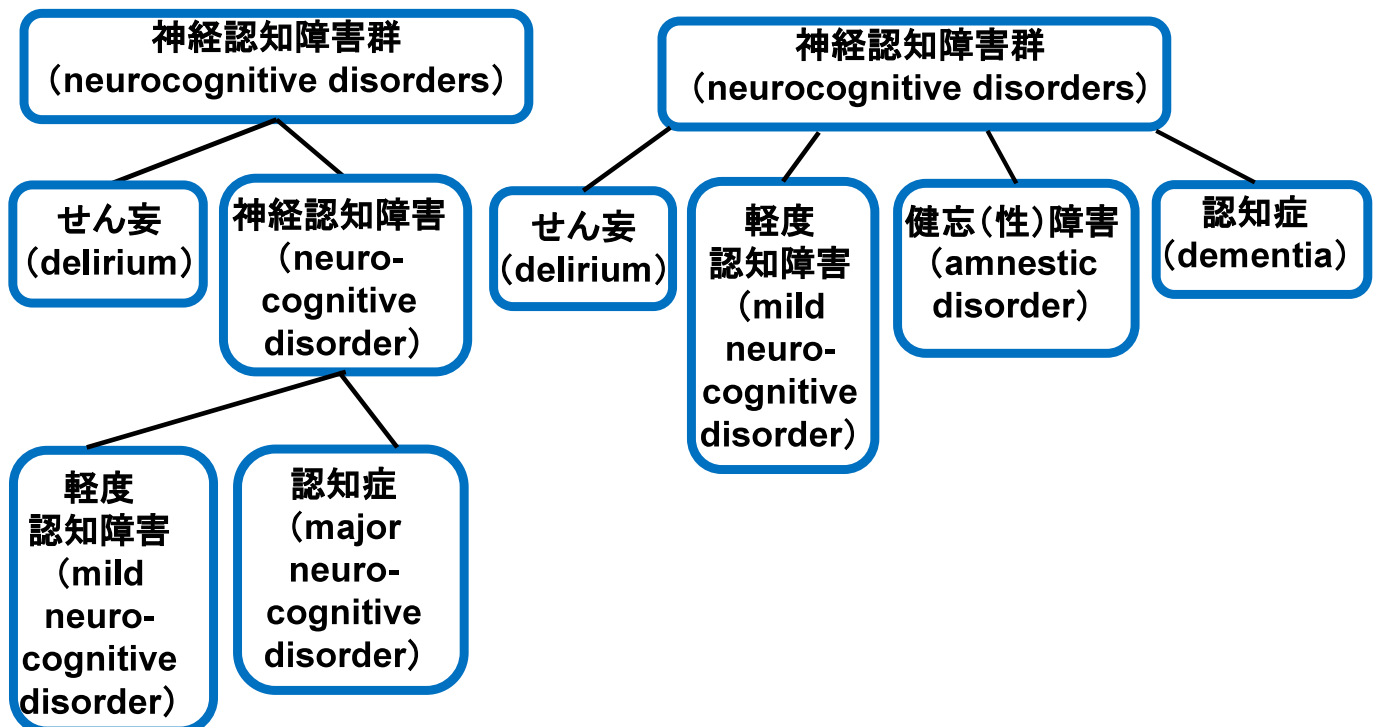 神経認知障害群
（neurocognitive disorders）
せん妄
（delirium）
神経認知障害
（neuro-
cognitive
disorder）
軽度
認知障害
（mild
neuro-
cognitive
disorder）
認知症
（major
neuro-
cognitive
disorder）
神経認知障害群
（neurocognitive disorders）
せん妄
（delirium）
軽度
認知障害
（mild
neuro-
cognitive
disorder）
健忘（性）障害
（amnestic
disorder）
認知症
（dementia）